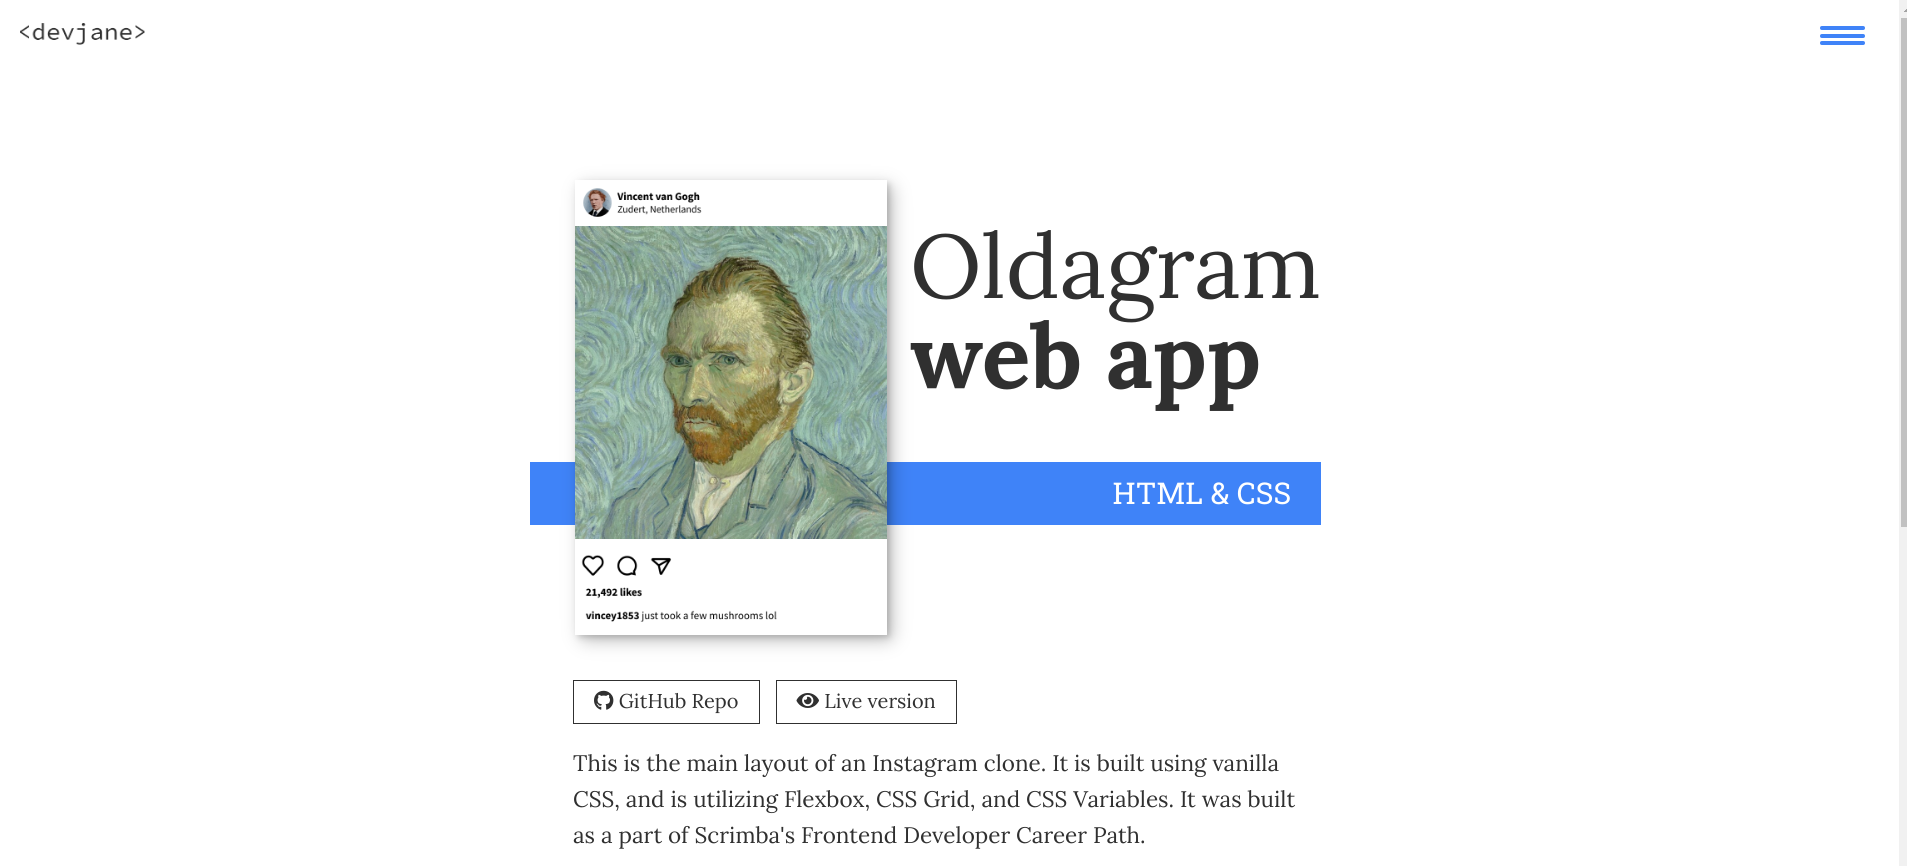 <devjane>
Vincent van Gogh
Zudert, Netherlands
Oldagram
web app
HTML & CSS
21,492 likes
vincey1853 just took a few mushrooms lol
GitHub Repo
Live version
This is the main layout of an Instagram clone. It is built using vanilla
CSS, and is utilizing Flexbox, CSS Grid, and CSS Variables. It was built
as a part of Scrimba's Frontend Developer Career Path.